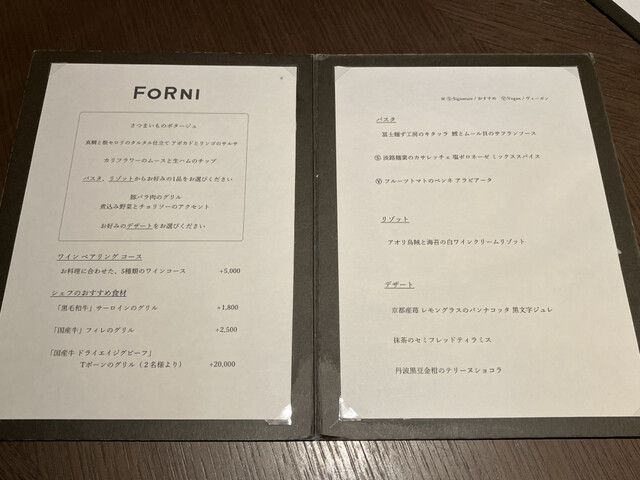 FORNI
さつまいものポタージュ
真鯛と根セロリのタルタル仕立て アボカドとリンゴのサルサ
カリフラワーのムースと生ハムのチップ
パスタ、リゾットからお好みの1品をお選びください
豚バラ肉のグリル
煮込み野菜とチョリソーのアクセント
お好みのデザートをお選びください
ワイン ペアリング コース
お料理に合わせた、5種類のワインコース +5,000
シェフのおすすめ食材
「黒毛和牛」サーロインのグリル +1,800
「国産牛」フィレのグリル +2,500
「国産牛 ドライエイジグビーフ」
Tボーンのグリル（2名様より） +20,000
※ⓈSignature / おすすめ ⓋVegan / ヴィーガン
パスタ
冨士麺ず工房のキタッラ 鱈とムール貝のサフランソース
Ⓢ 淡路麺業のカサレッチェ 塩ボロネーゼ ミックススパイス
Ⓥ フルーツトマトのペンネ アラビアータ
リゾット
アオリ烏賊と海苔の白ワインクリームリゾット
デザート
京都産苺 レモングラスのパンナコッタ 黒文字ジュレ
抹茶のセミフレッドティラミス
丹波黒豆金柑のテリーヌショコラ